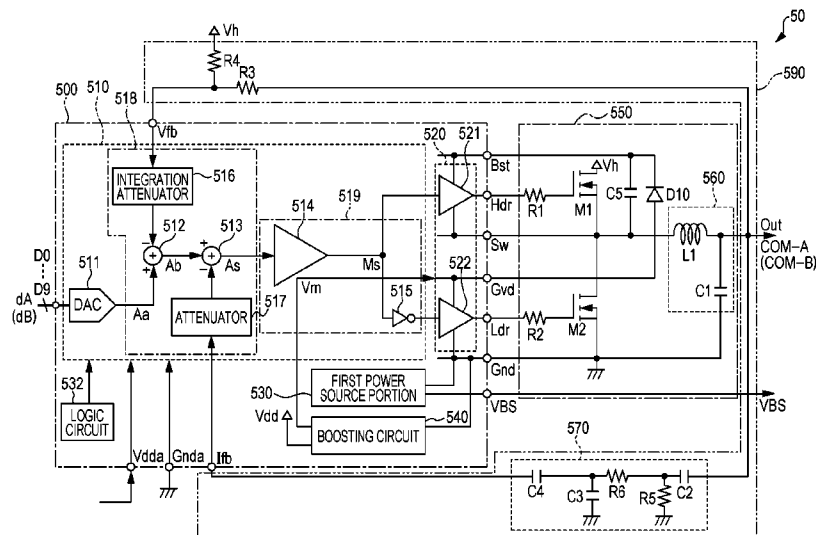 50
Vh
R4
R3
590
500
510
518
Vfb
550
520
521
INTEGRATION
ATTENUATOR
516
519
514
Bst
Vh
D10
560
Hdr
R1
M1
C5
512
513
Out
COM-A
(COM-B)
Sw
L1
D0
D9
dA
(dB)
511
DAC
Aa
Ab
As
Ms
Vm
522
Gvd
515
C1
ATTENUATOR
517
Ldr
R2
M2
Gnd
532
LOGIC
CIRCUIT
530
FIRST POWER
SOURCE PORTION
VBS
VBS
Vdd
540
BOOSTING CIRCUIT
Vdda
Gnda
Ifb
570
C4
R6
C2
C3
R5